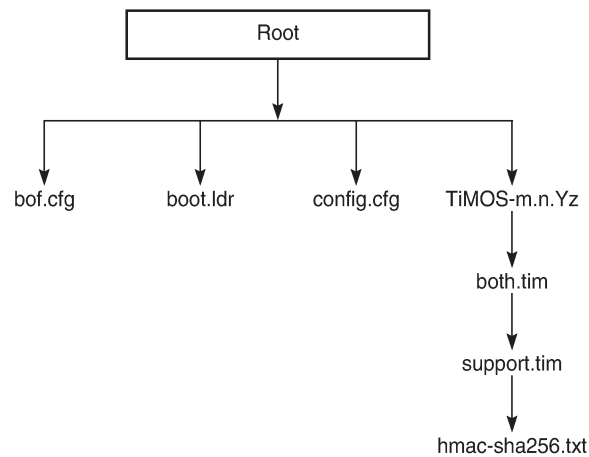 Root
bof.cfg
boot.ldr
config.cfg
TiMOS-m.n.Yz
both.tim
support.tim
hmac-sha256.txt